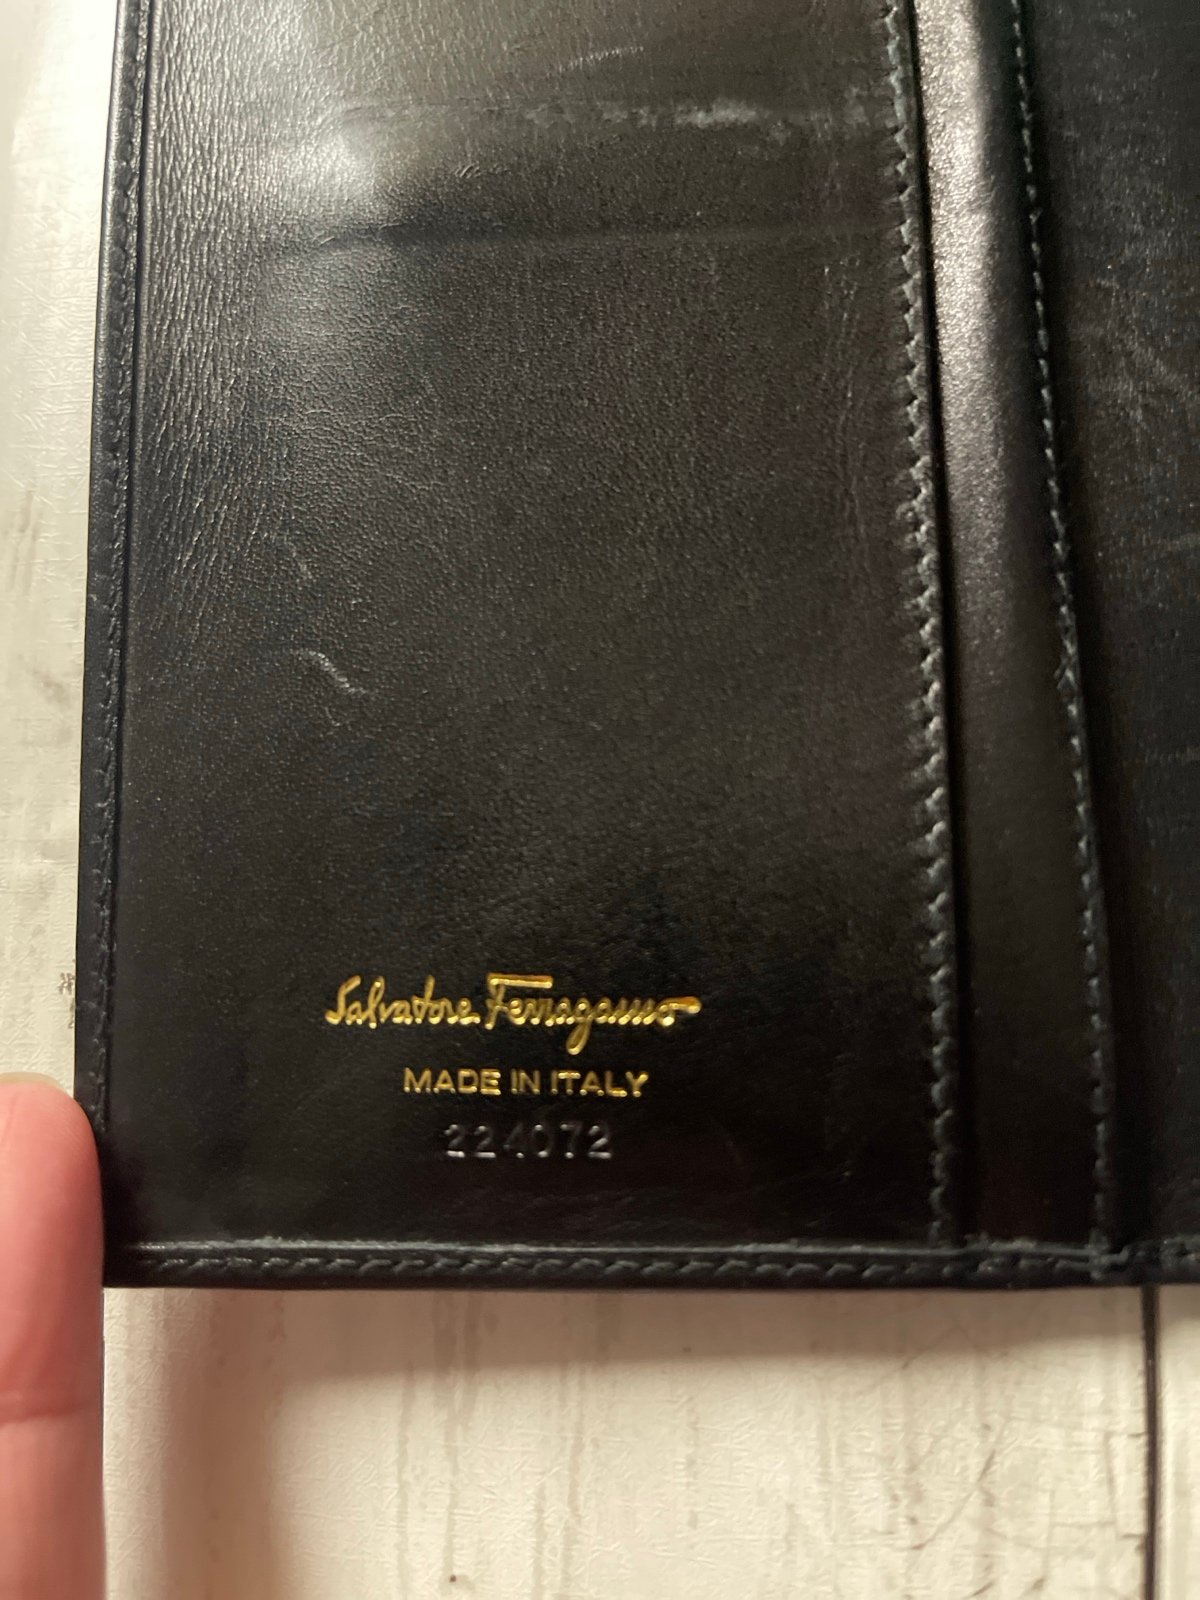 Salvatore Ferragamo
MADE IN ITALY
224072